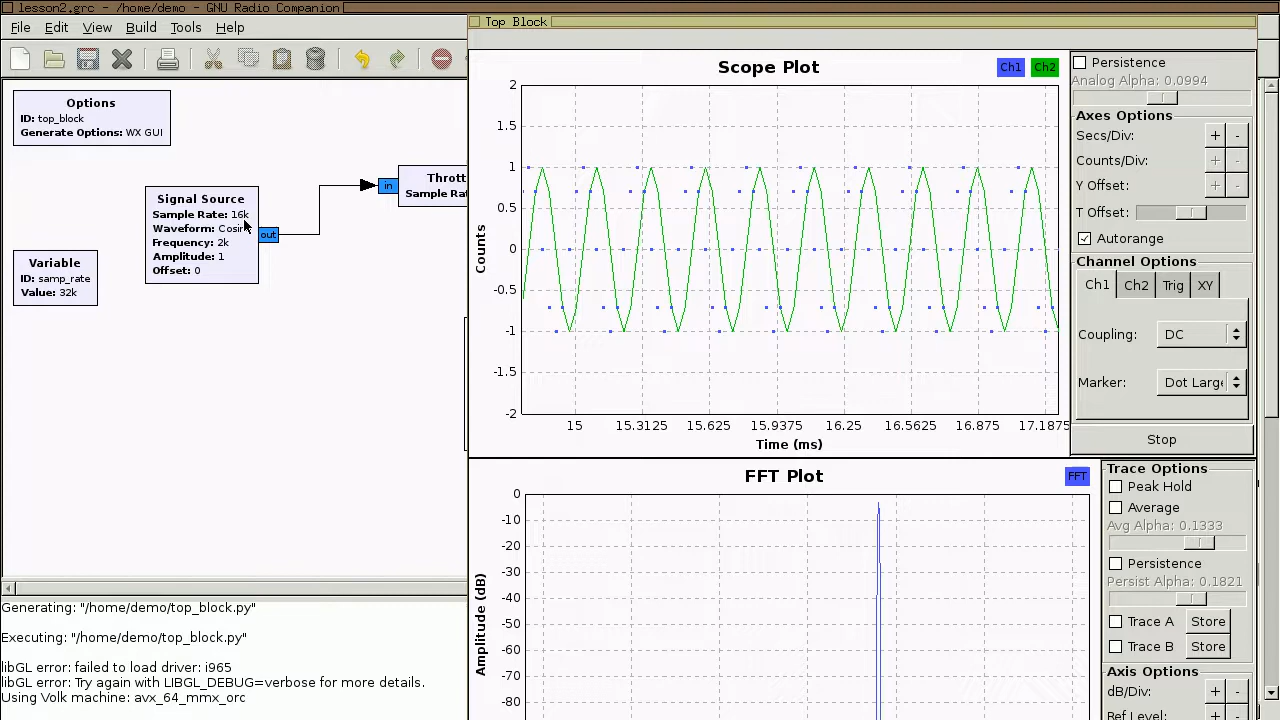 lesson2.grc - /home/demo - GNU Radio Companion
File Edit View Build Tools Help
Options
ID: top_block
Generate Options: WX GUI
Signal Source
Sample Rate: 16k
Waveform: Cosin
Frequency: 2k
Amplitude: 1
Offset: 0
out
in
Thrott
Sample Rat
Variable
ID: samp_rate
Value: 32k
Generating: "/home/demo/top_block.py"
Executing: "/home/demo/top_block.py"
libGL error: failed to load driver: i965
libGL error: Try again with LIBGL_DEBUG=verbose for more details.
Using Volk machine: avx_64_mmx_orc
Top Block
Scope Plot
Ch1 Ch2
2
1.5
1
0.5
0
-0.5
-1
-1.5
-2
Counts
15 15.3125 15.625 15.9375 16.25 16.5625 16.875 17.1875
Time (ms)
Persistence
Analog Alpha: 0.0994
Axes Options
Secs/Div: + -
Counts/Div: + -
Y Offset: + -
T Offset:
Autorange
Channel Options
Ch1 Ch2 Trig XY
Coupling: DC
Marker: Dot Large
Stop
FFT Plot
FFT
0
-10
-20
-30
-40
-50
-60
-70
-80
Amplitude (dB)
Trace Options
Peak Hold
Average
Avg Alpha: 0.1333
Persistence
Persist Alpha: 0.1821
Trace A Store
Trace B Store
Axis Options
dB/Div: + -
Ref Level: + -